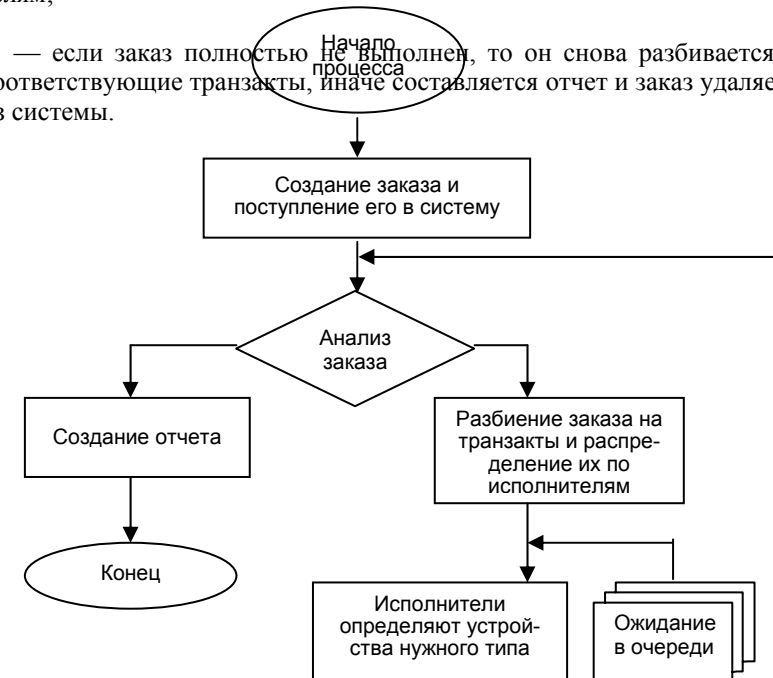 — если заказ полностью не выполнен, то он снова разбивается
оответствующие транзакты, иначе составляется отчет и заказ удаляе
в системы.
Начало
процесса
Создание заказа и
поступление его в систему
Анализ
заказа
Создание отчета
Разбиение заказа на
транзакты и распре-
деление их по
исполнителям
Конец
Исполнители
определяют устрой-
ства нужного типа
Ожидание
в очереди